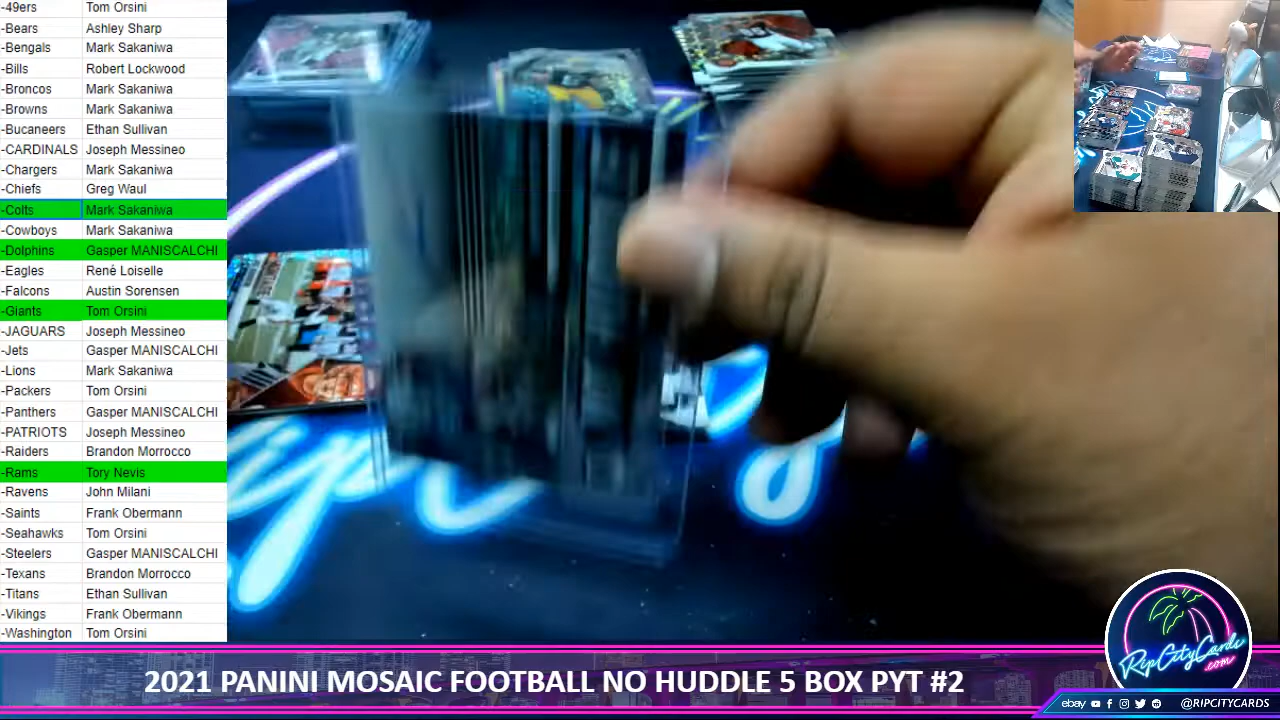 -49ers Tom Orsini
-Bears Ashley Sharp
-Bengals Mark Sakaniwa
-Bills Robert Lockwood
-Broncos Mark Sakaniwa
-Browns Mark Sakaniwa
-Bucaneers Ethan Sullivan
-CARDINALS Joseph Messineo
-Chargers Mark Sakaniwa
-Chiefs Greg Waul
-Colts Mark Sakaniwa
-Cowboys Mark Sakaniwa
-Dolphins Gasper MANISCALCHI
-Eagles René Loiselle
-Falcons Austin Sorensen
-Giants Tom Orsini
-JAGUARS Joseph Messineo
-Jets Gasper MANISCALCHI
-Lions Mark Sakaniwa
-Packers Tom Orsini
-Panthers Gasper MANISCALCHI
-PATRIOTS Joseph Messineo
-Raiders Brandon Morrocco
-Rams Tory Nevis
-Ravens John Milani
-Saints Frank Obermann
-Seahawks Tom Orsini
-Steelers Gasper MANISCALCHI
-Texans Brandon Morrocco
-Titans Ethan Sullivan
-Vikings Frank Obermann
-Washington Tom Orsini
RipCityCards
.com
2021 PANINI MOSAIC FOOTBALL NO HUDDLE 5 BOX PYT #2
ebay @RIPCITYCARDS